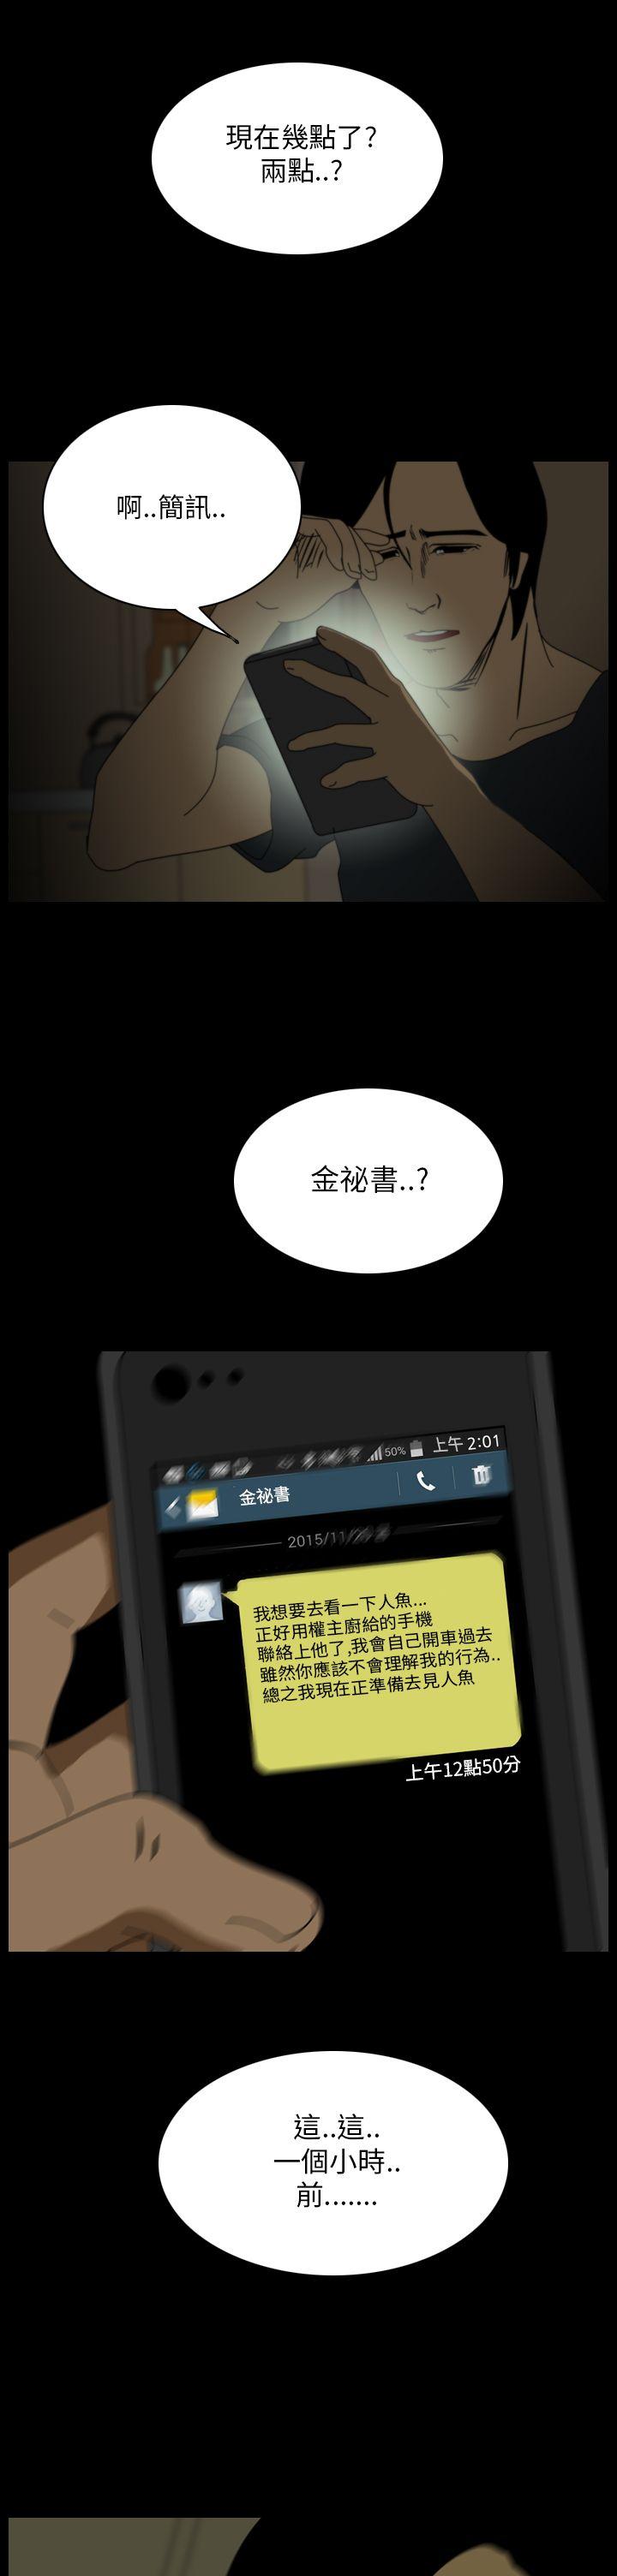 現在幾點了?
兩點..?
啊..簡訊..
金祕書..?
50% 上午 2:01
金祕書
2015/11/2
我想要去看一下人魚...
正好用權主廚給的手機
聯絡上他了,我會自己開車過去
雖然你應該不會理解我的行為..
總之我現在正準備去見人魚
上午12點50分
這..這..
一個小時..
前.......